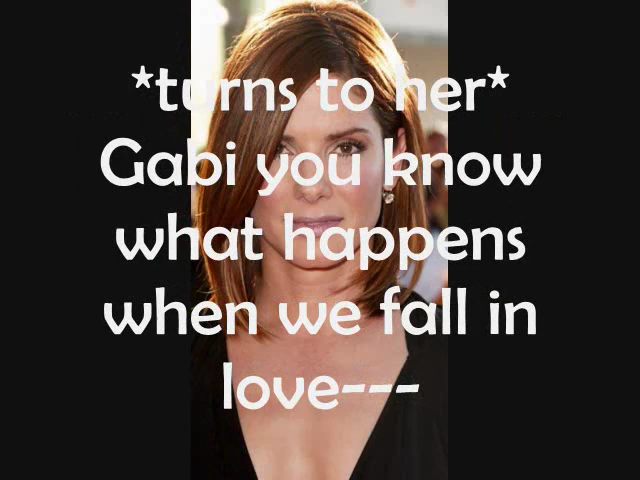 *turns to her*
Gabi you know
what happens
when we fall in
love---